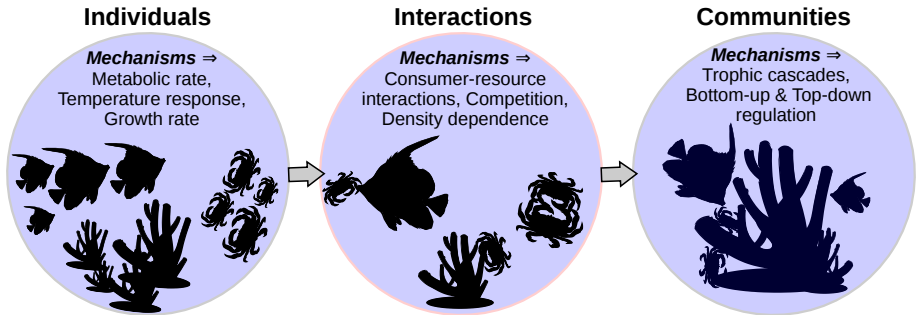 Individuals
Mechanisms ⇒
Metabolic rate,
Temperature response,
Growth rate
Interactions
Mechanisms ⇒
Consumer-resource
interactions, Competition,
Density dependence
Communities
Mechanisms ⇒
Trophic cascades,
Bottom-up & Top-down
regulation